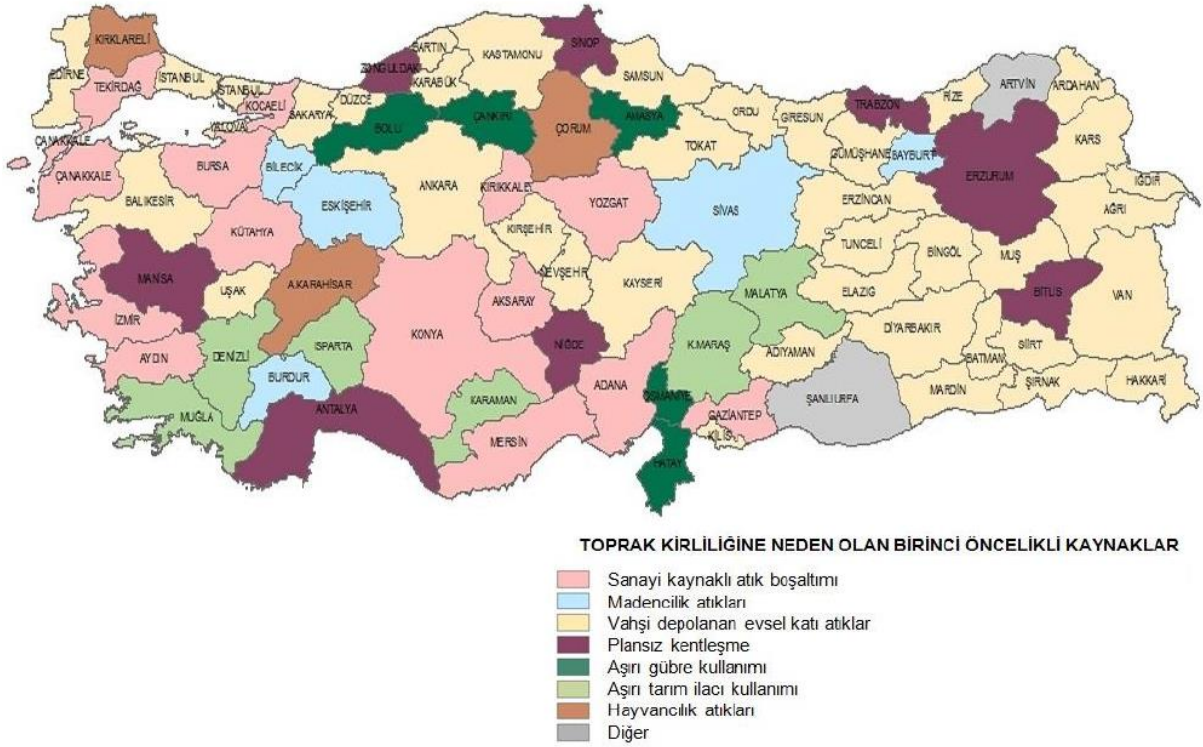 KIRKLARELİ
EDİRNE
TEKİRDAĞ
İSTANBUL
İSTANBUL
KOCAELİ
YALOVA
SAKARYA
DÜZCE
ZONGULDAK
BARTIN
KARABÜK
KASTAMONU
SİNOP
SAMSUN
ORDU
GİRESUN
TRABZON
RİZE
ARTVİN
ARDAHAN
ÇANAKKALE
ÇANAKKALE
BALIKESİR
BURSA
BİLECİK
BOLU
ÇANKIRI
ÇORUM
AMASYA
TOKAT
GÜMÜŞHANE
BAYBURT
ERZURUM
KARS
IĞDIR
AĞRI
KÜTAHYA
ESKİŞEHİR
ANKARA
KIRIKKALE
YOZGAT
SİVAS
ERZİNCAN
TUNCELİ
BİNGÖL
MUŞ
MANİSA
UŞAK
A.KARAHİSAR
KIRŞEHİR
NEVŞEHİR
KAYSERİ
MALATYA
ELAZIĞ
DİYARBAKIR
BİTLİS
VAN
İZMİR
AYDIN
DENİZLİ
ISPARTA
BURDUR
KONYA
AKSARAY
NİĞDE
ADANA
K.MARAŞ
ADIYAMAN
BATMAN
SİİRT
ŞIRNAK
HAKKARİ
MUĞLA
ANTALYA
KARAMAN
MERSİN
OSMANİYE
GAZİANTEP
KİLİS
ŞANLIURFA
MARDİN
HATAY
TOPRAK KİRLİLİĞİNE NEDEN OLAN BİRİNCİ ÖNCELİKLİ KAYNAKLAR
Sanayi kaynaklı atık boşaltımı
Madencilik atıkları
Vahşi depolanan evsel katı atıklar
Plansız kentleşme
Aşırı gübre kullanımı
Aşırı tarım ilacı kullanımı
Hayvancılık atıkları
Diğer